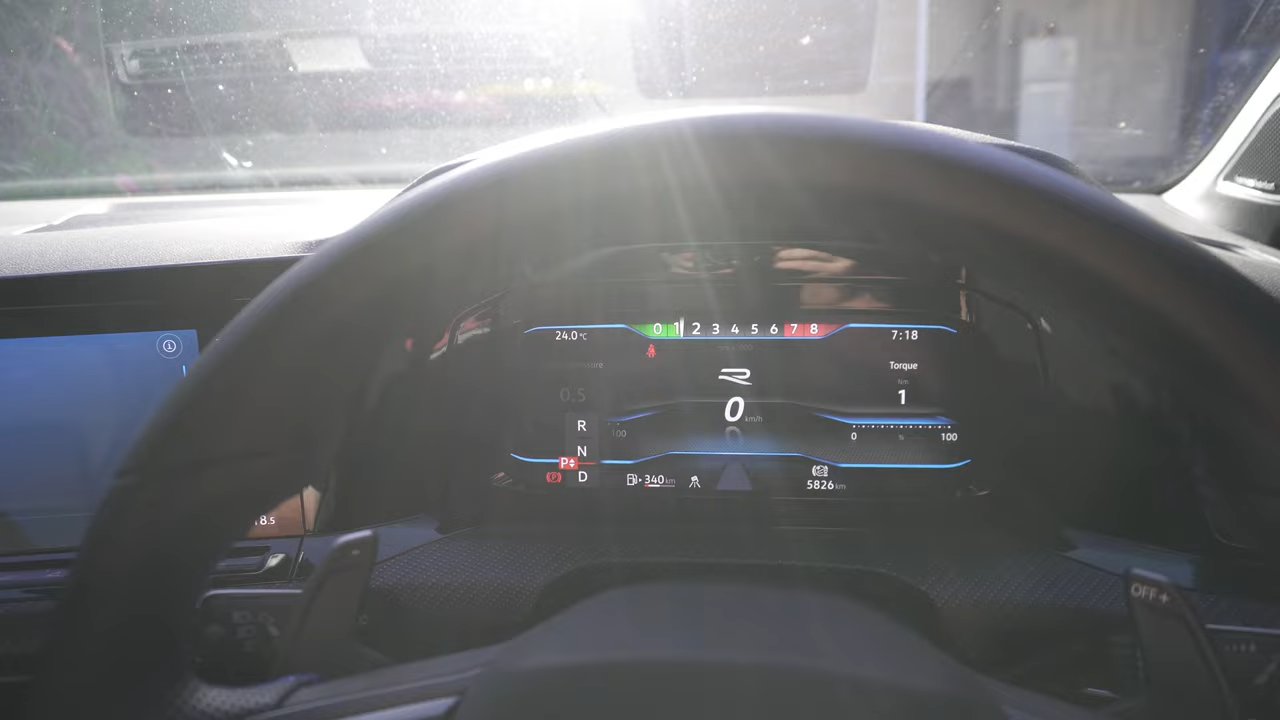 24.0 °C
0 1 2 3 4 5 6 7 8
7:18
Torque
Nm
1
0.5
R
0
km/h
100
0 % 100
N
P
D
340 km
5826 km
8.5
OFF +